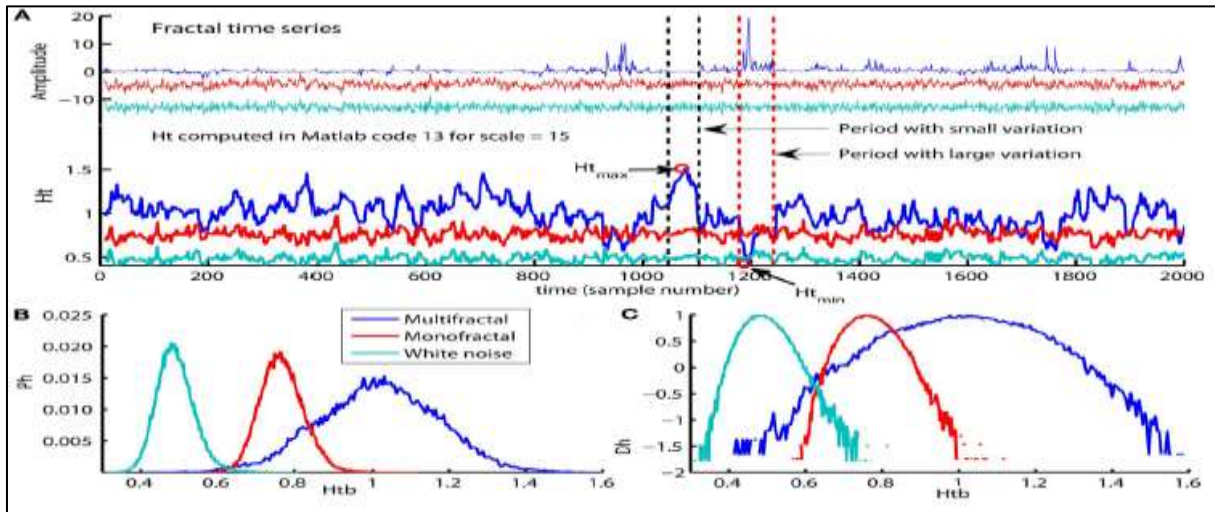 A
20
Fractal time series
10
0
−10
Amplitude
Ht computed in Matlab code 13 for scale = 15
Period with small variation
Period with large variation
Ht max
1.5
1
0.5
Ht
0 200 400 600 800 1000 1200 1400 1600 1800 2000
time (sample number)
Ht min
B
0.025
0.020
0.015
0.010
0.005
Ph
Multifractal
Monofractal
White noise
0.4 0.6 0.8 1 1.2 1.4 1.6
Htb
C
1
0.5
0
−0.5
−1
−1.5
−2
Dh
0.4 0.6 0.8 1 1.2 1.4 1.6
Htb